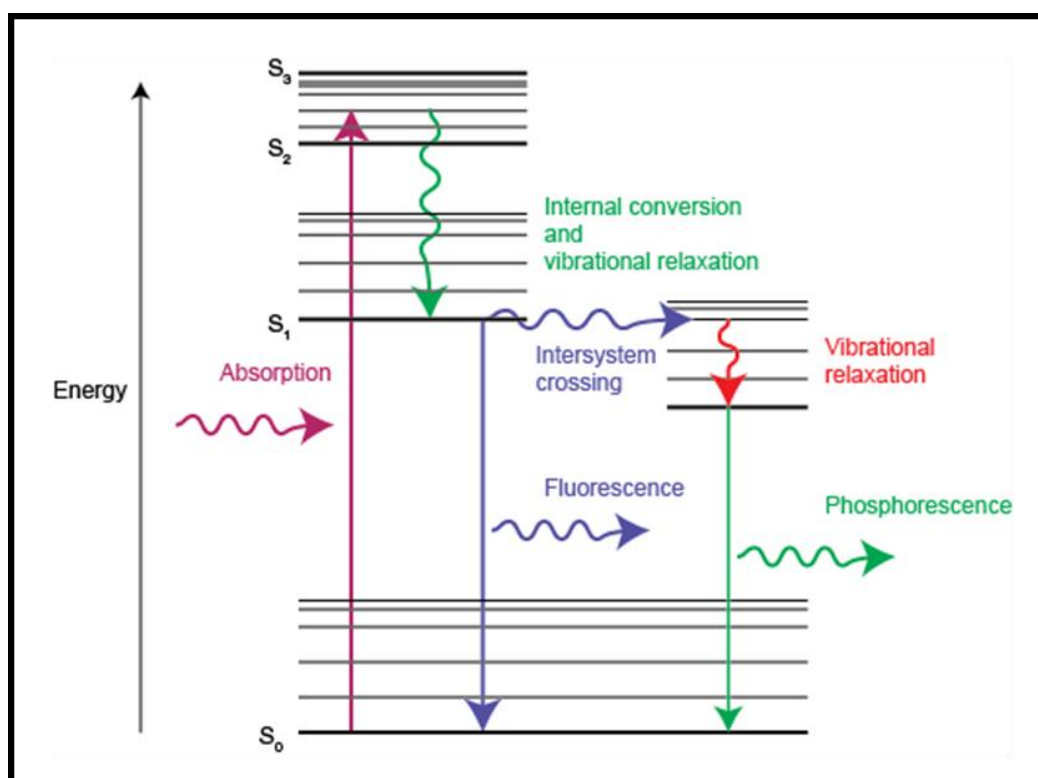 S3
S2
Internal conversion
and
vibrational relaxation
S1
Intersystem
crossing
Vibrational
relaxation
Absorption
Energy
Fluorescence
Phosphorescence
S0